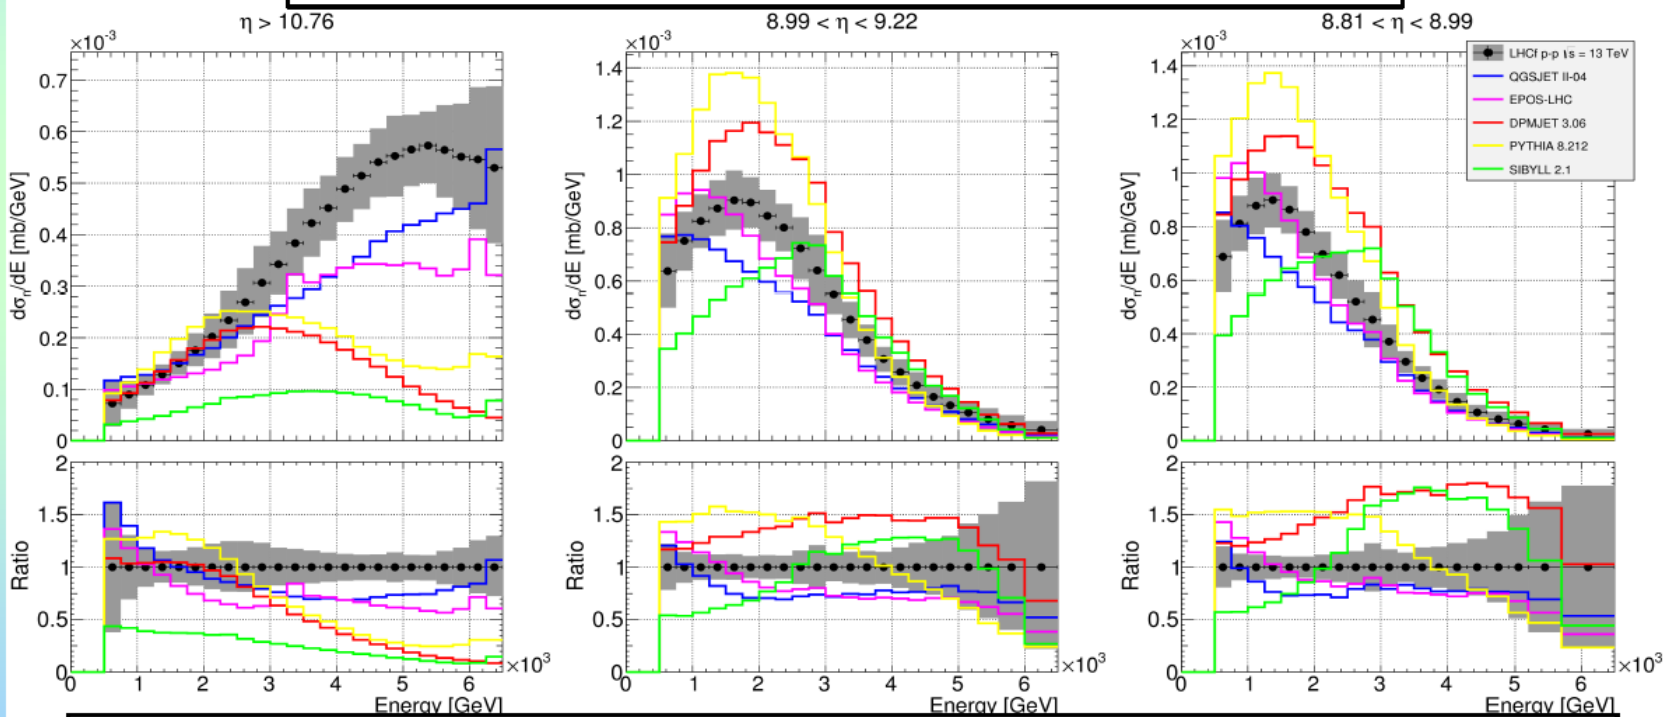 η > 10.76
8.99 < η < 9.22
8.81 < η < 8.99
×10⁻³
×10⁻³
×10⁻³
LHCf p-p √s = 13 TeV
QGSJET II-04
EPOS-LHC
DPMJET 3.06
PYTHIA 8.212
SIBYLL 2.1
dσₙ/dE [mb/GeV]
0.7
0.6
0.5
0.4
0.3
0.2
0.1
0
dσₙ/dE [mb/GeV]
1.4
1.2
1
0.8
0.6
0.4
0.2
0
dσₙ/dE [mb/GeV]
1.4
1.2
1
0.8
0.6
0.4
0.2
0
Ratio
2
1.5
1
0.5
0
0 1 2 3 4 5 6
×10³
Energy [GeV]
Ratio
2
1.5
1
0.5
0
0 1 2 3 4 5 6
×10³
Energy [GeV]
Ratio
2
1.5
1
0.5
0
0 1 2 3 4 5 6
×10³
Energy [GeV]